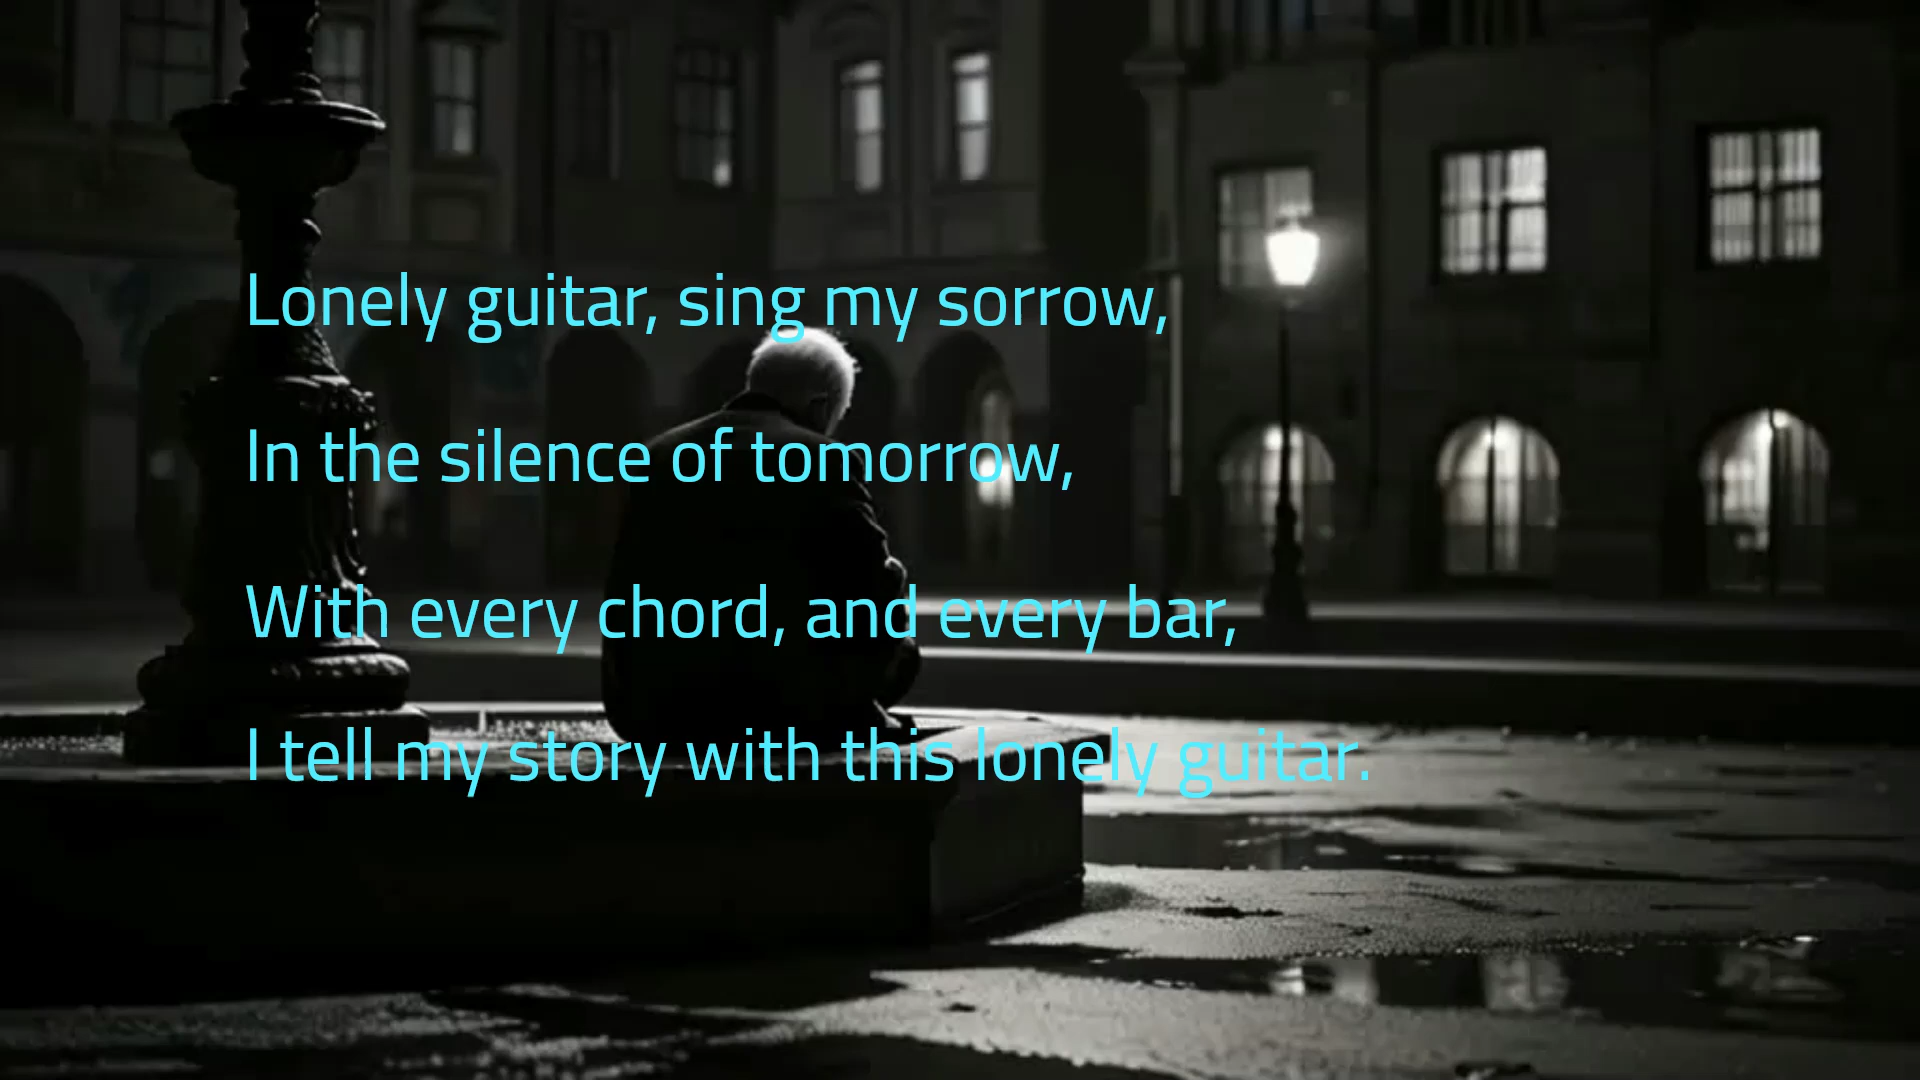 Lonely guitar, sing my sorrow,
In the silence of tomorrow,
With every chord, and every bar,
I tell my story with this lonely guitar.